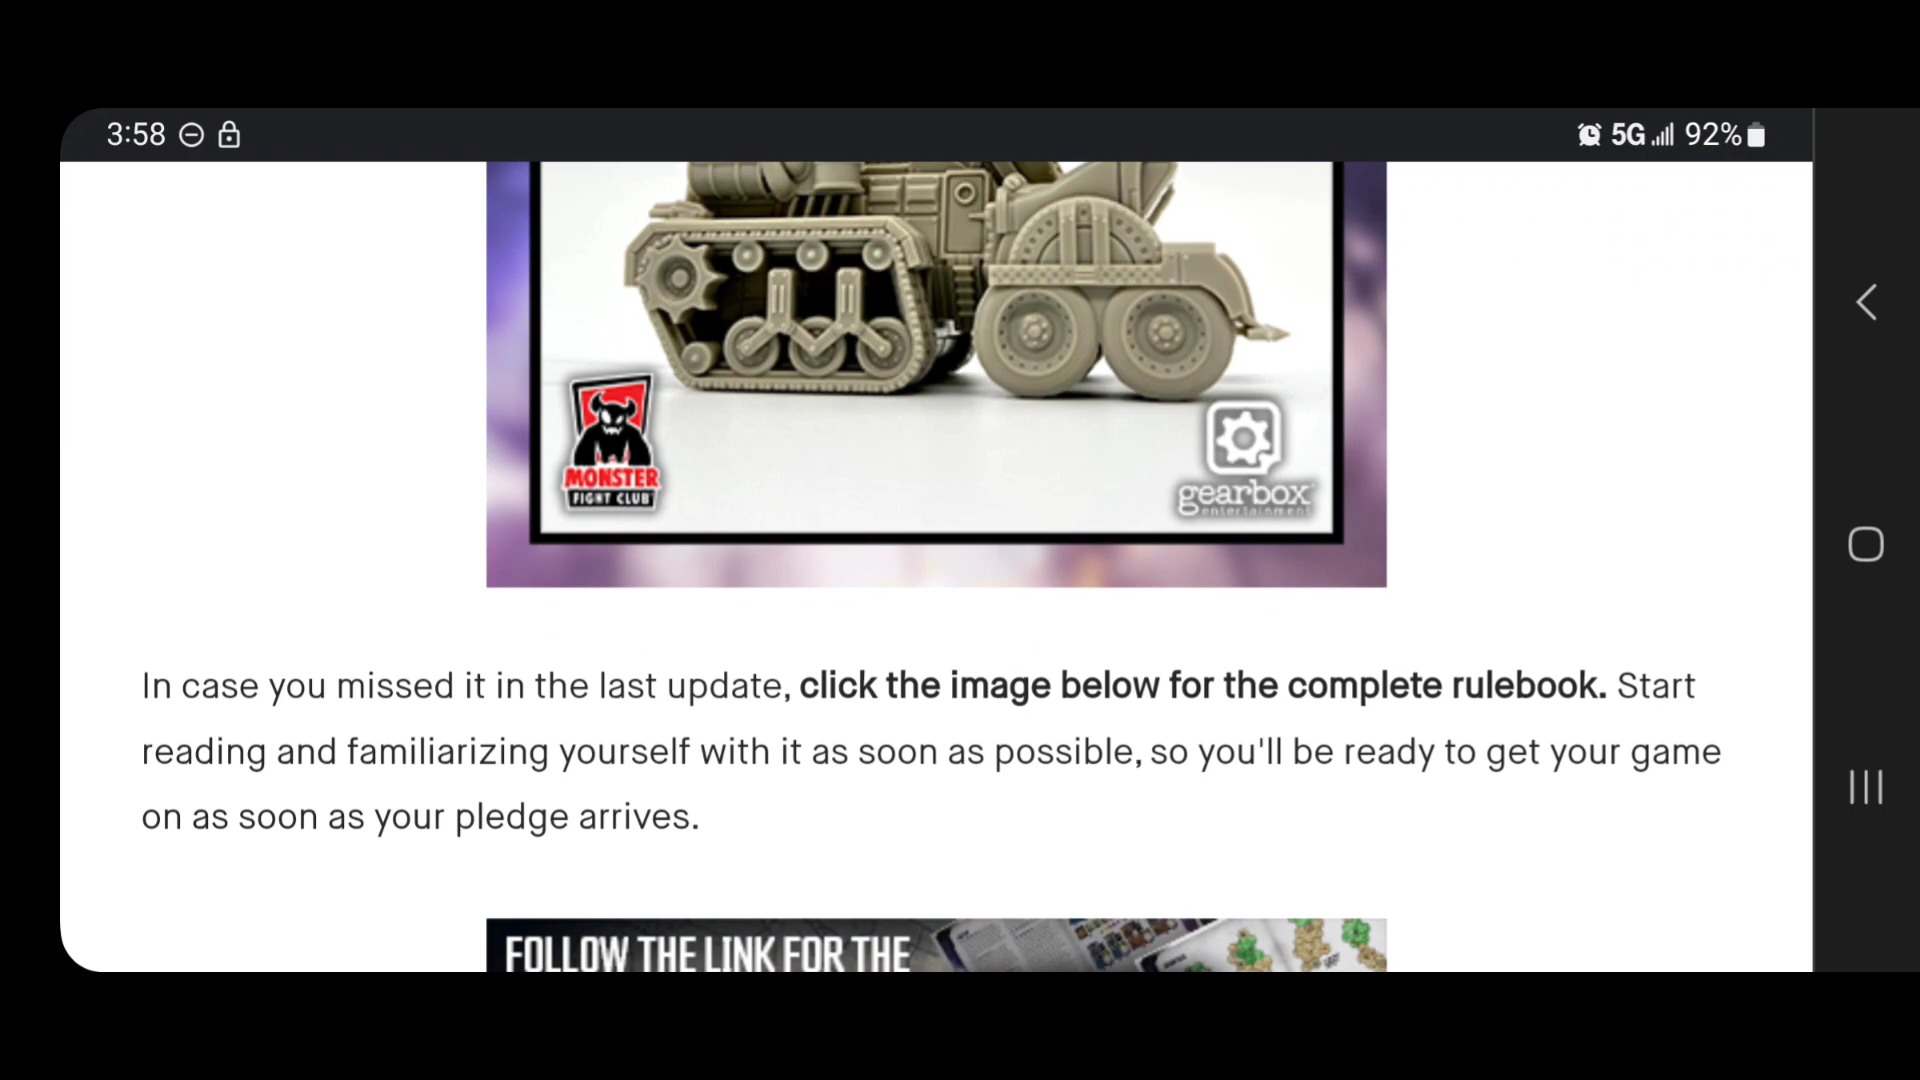 3:58
5G 92%
MONSTER
FIGHT CLUB
gearbox
entertainment
In case you missed it in the last update, click the image below for the complete rulebook. Start
reading and familiarizing yourself with it as soon as possible, so you'll be ready to get your game
on as soon as your pledge arrives.
FOLLOW THE LINK FOR THE